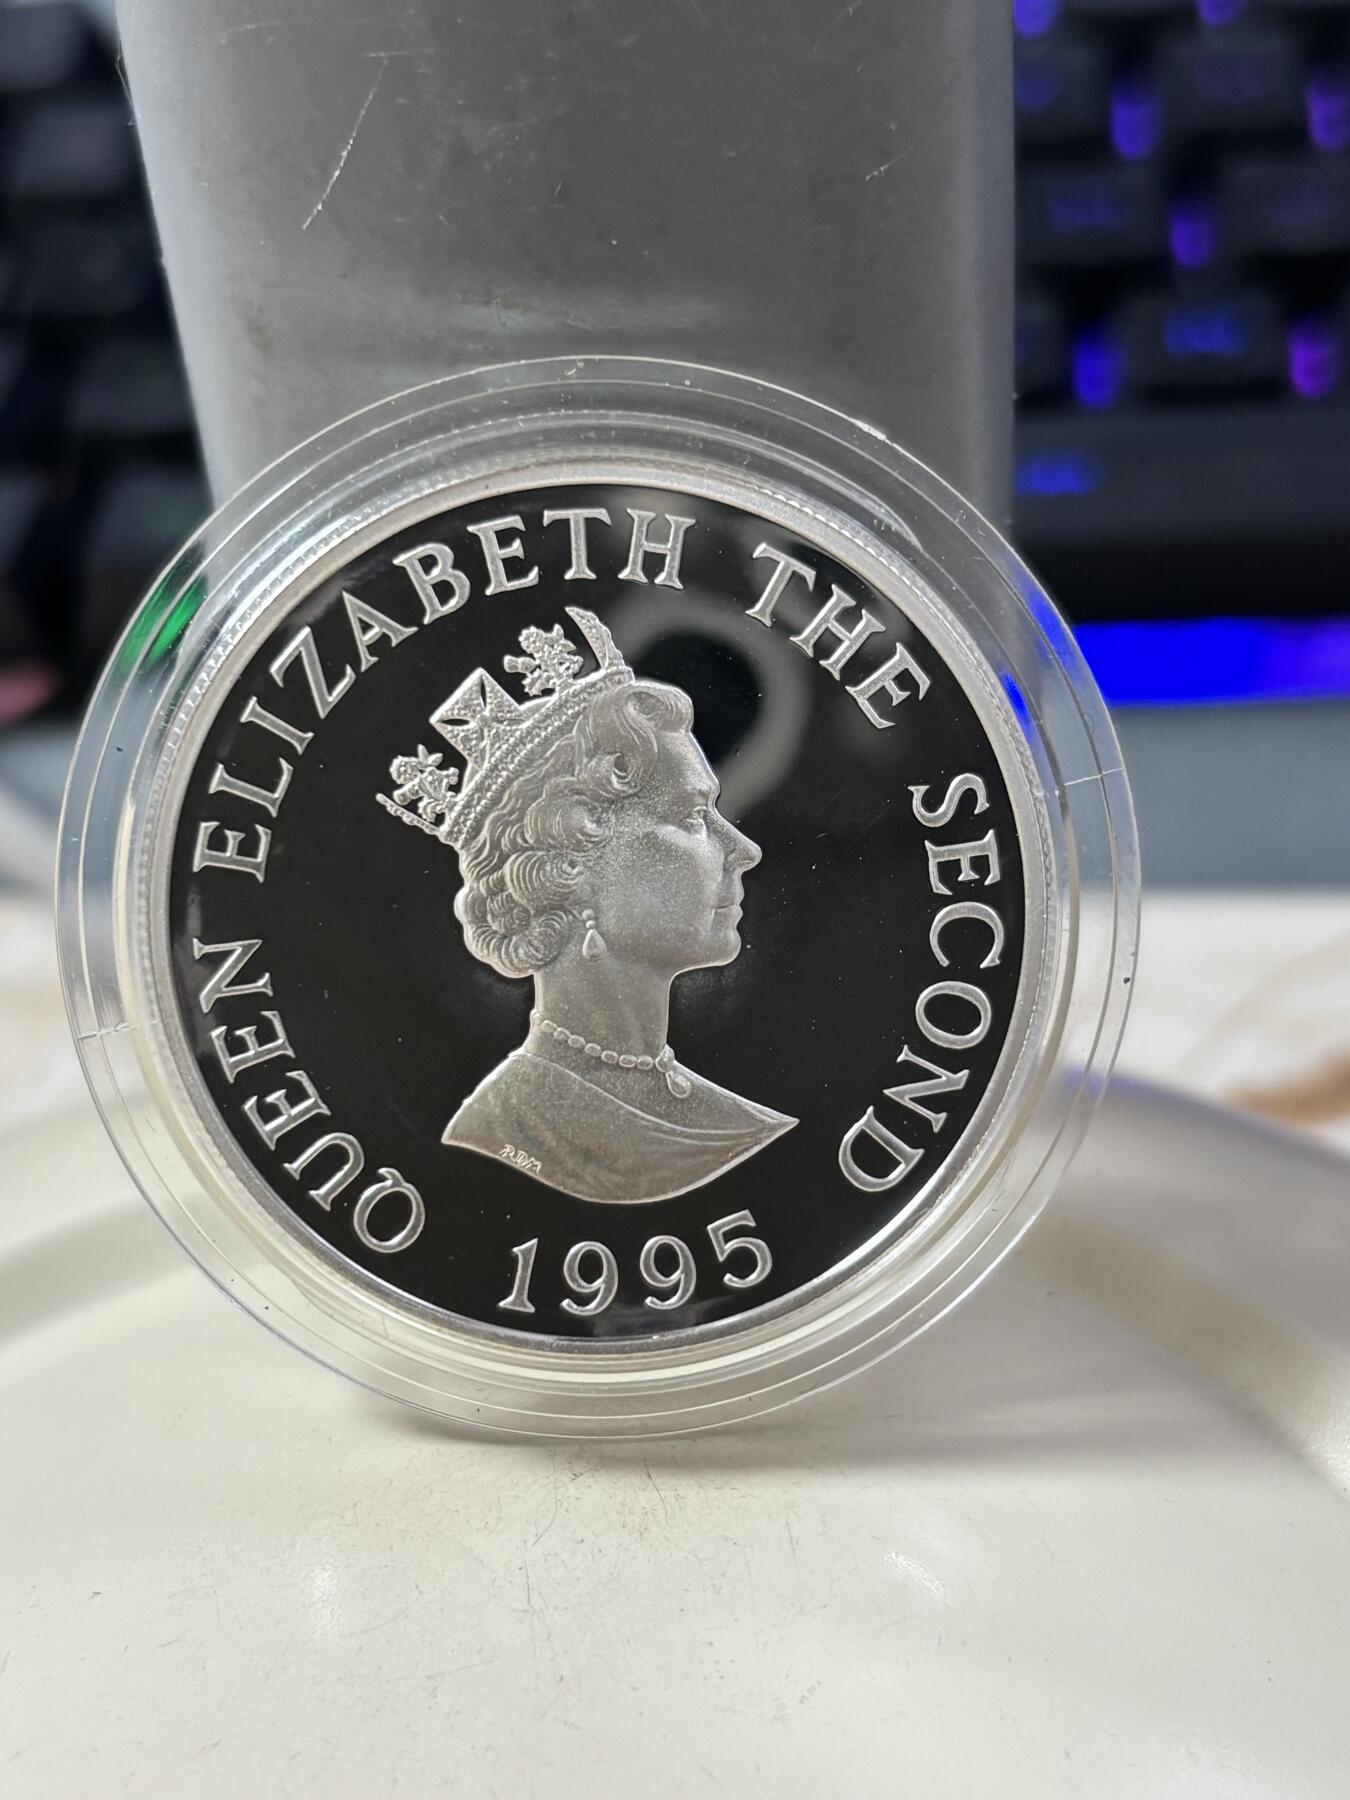 QUEEN ELIZABETH THE SECOND
RDM
1995